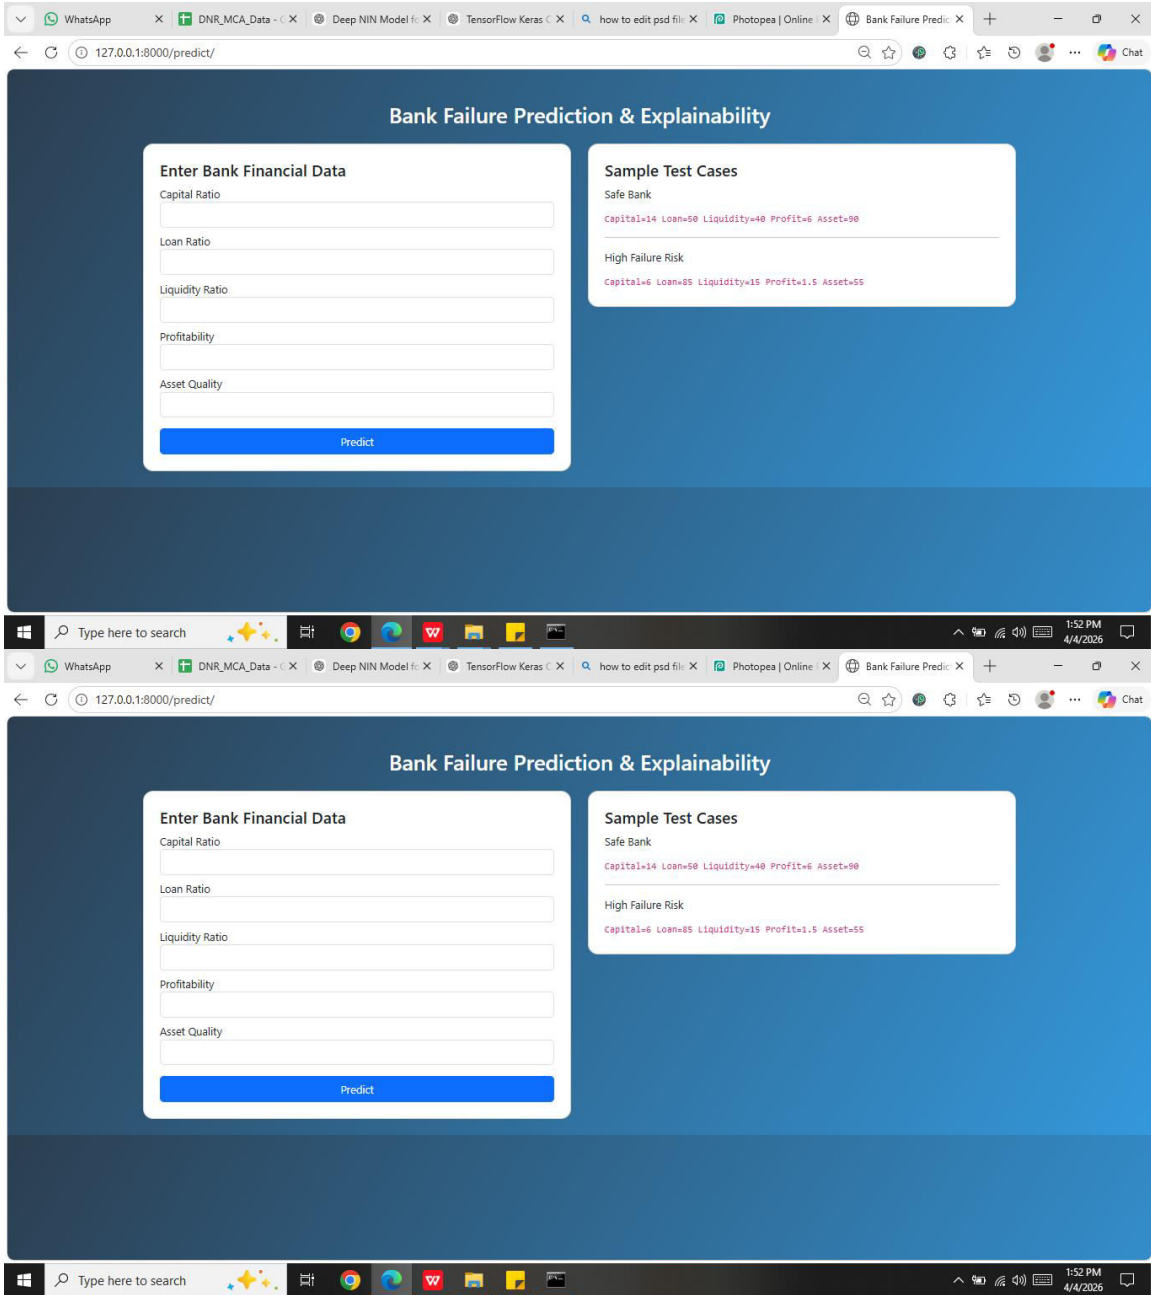 WhatsApp
DNR_MCA_Data - G
Deep NIN Model fo
TensorFlow Keras C
how to edit psd file
Photopea | Online
Bank Failure Predic
127.0.0.1:8000/predict/
Chat
Bank Failure Prediction & Explainability
Enter Bank Financial Data
Capital Ratio
Loan Ratio
Liquidity Ratio
Profitability
Asset Quality
Predict
Sample Test Cases
Safe Bank
Capital=14 Loan=50 Liquidity=40 Profit=6 Asset=90
High Failure Risk
Capital=6 Loan=85 Liquidity=15 Profit=1.5 Asset=55
Type here to search
1:52 PM
4/4/2026
WhatsApp
DNR_MCA_Data - G
Deep NIN Model fo
TensorFlow Keras C
how to edit psd file
Photopea | Online
Bank Failure Predic
127.0.0.1:8000/predict/
Chat
Bank Failure Prediction & Explainability
Enter Bank Financial Data
Capital Ratio
Loan Ratio
Liquidity Ratio
Profitability
Asset Quality
Predict
Sample Test Cases
Safe Bank
Capital=14 Loan=50 Liquidity=40 Profit=6 Asset=90
High Failure Risk
Capital=6 Loan=85 Liquidity=15 Profit=1.5 Asset=55
Type here to search
1:52 PM
4/4/2026